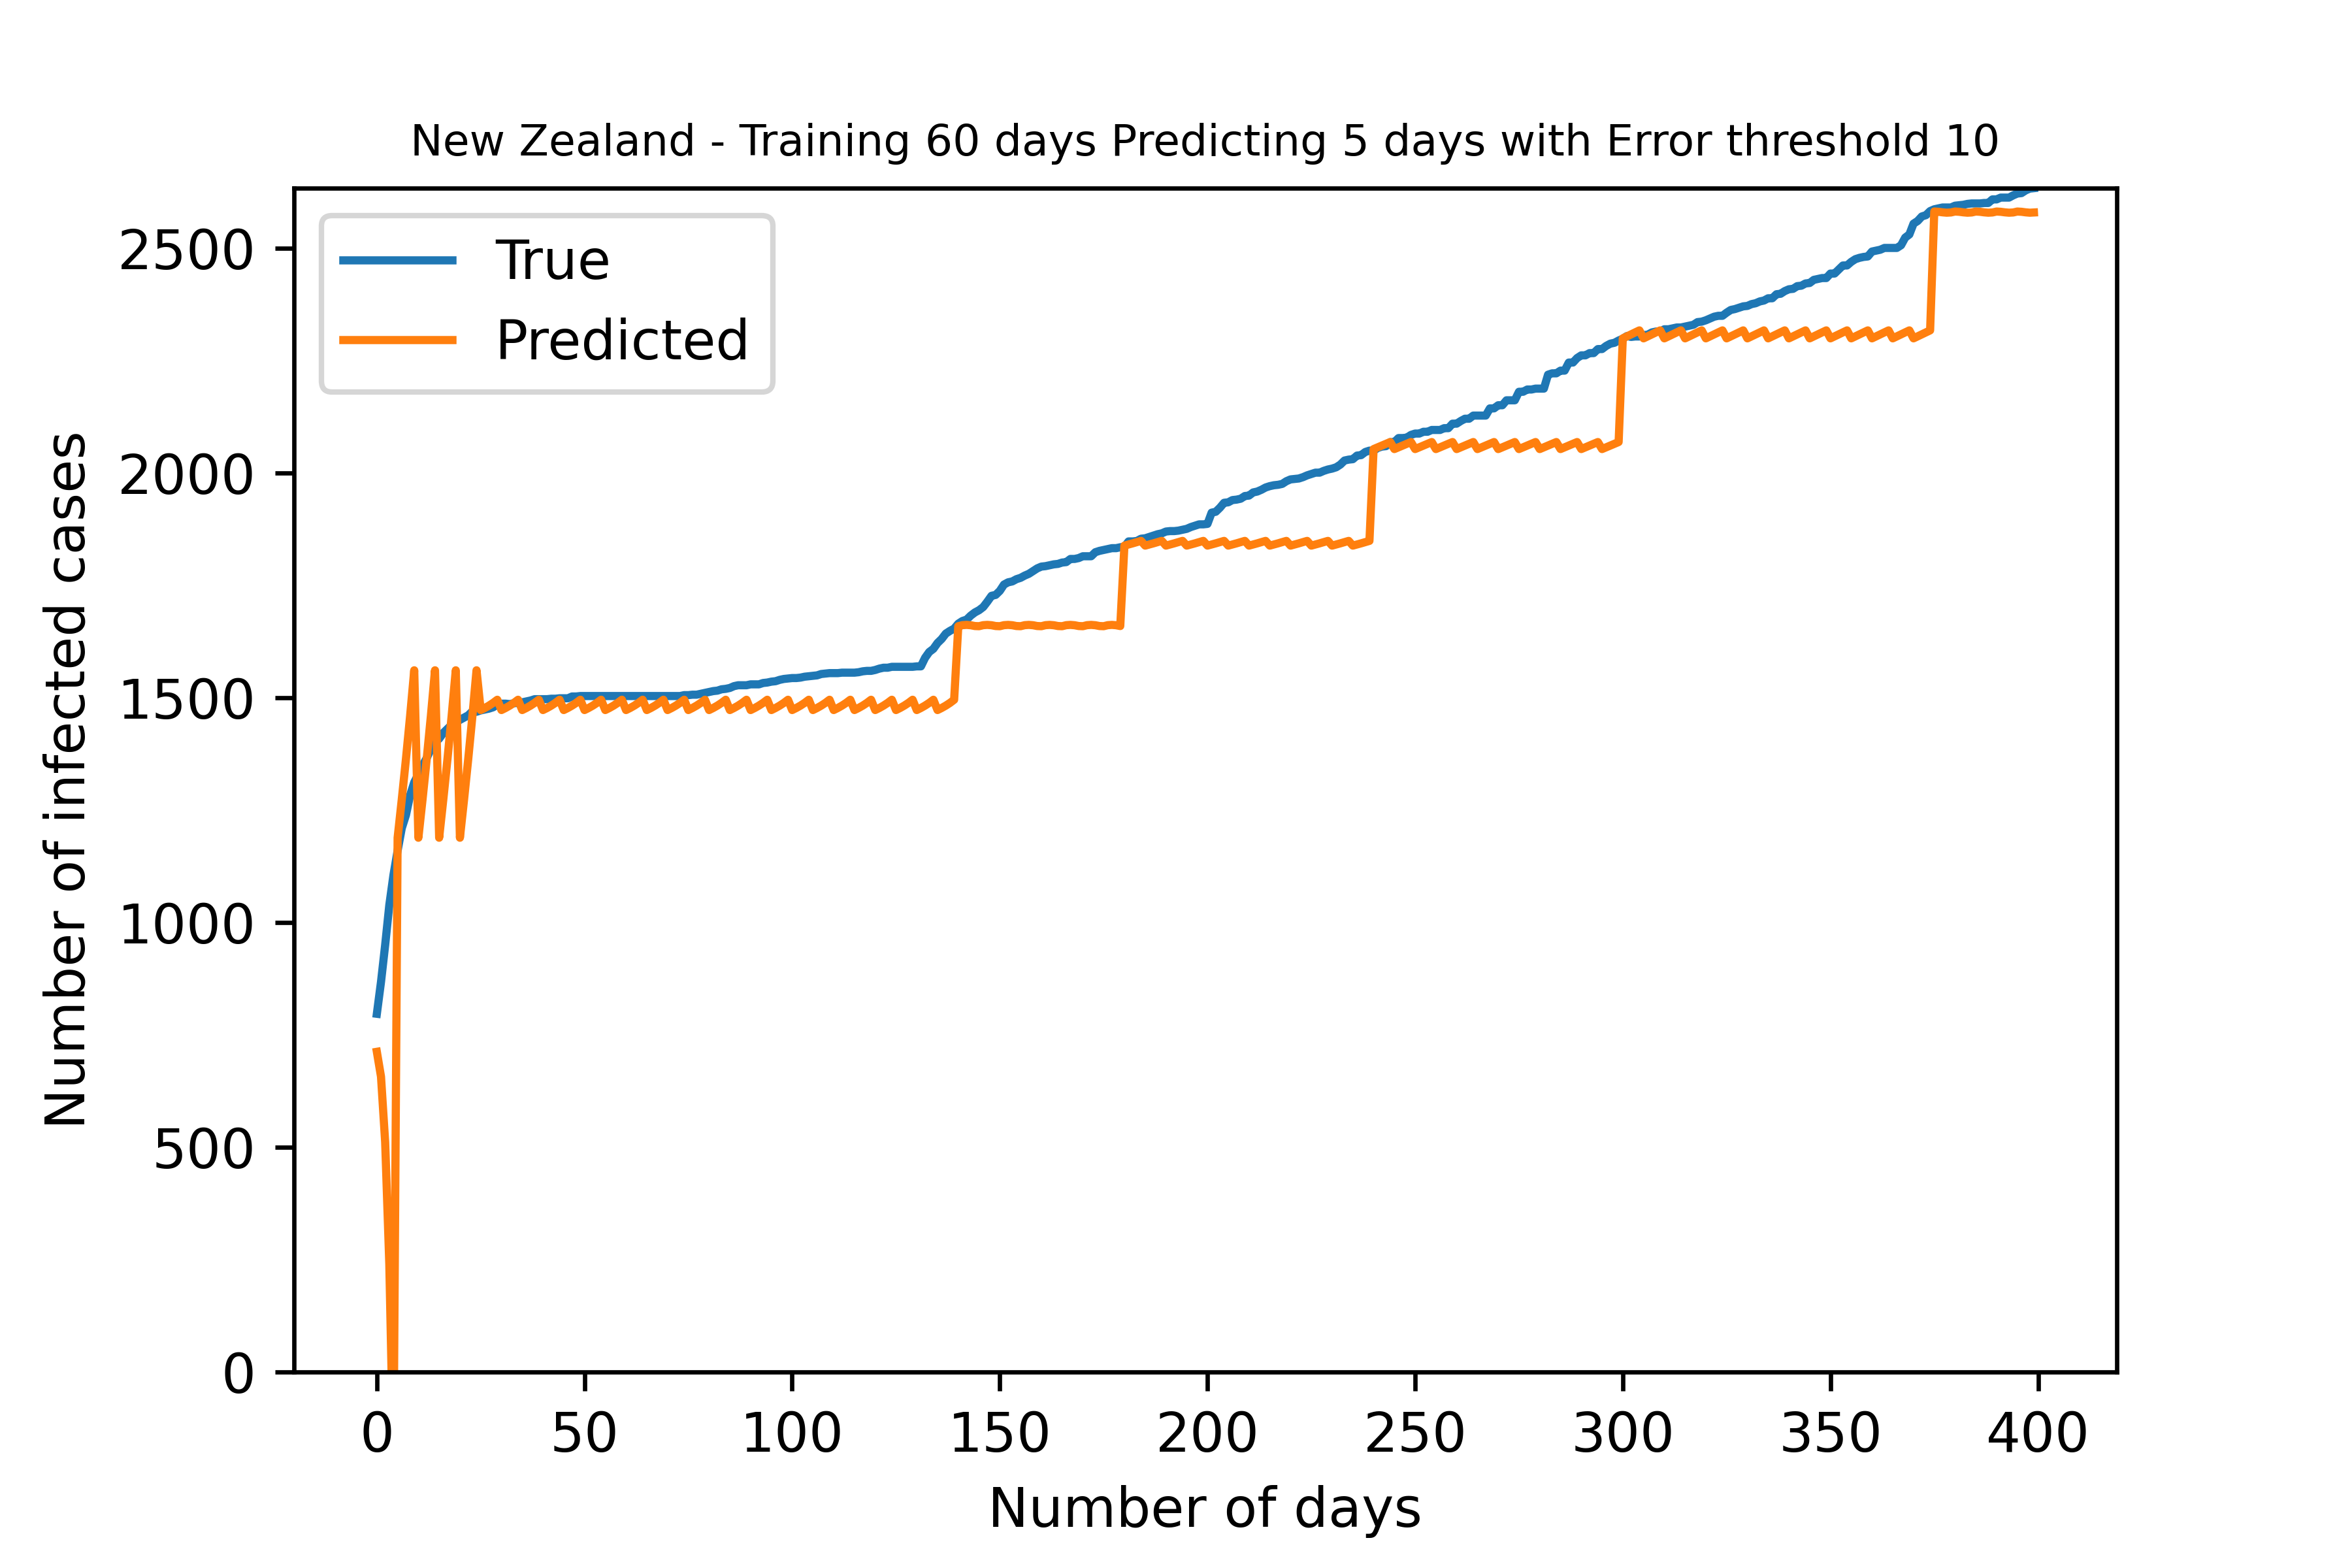 New Zealand - Training 60 days Predicting 5 days with Error threshold 10
True
Predicted
Number of infected cases
2500
2000
1500
1000
500
0
0 50 100 150 200 250 300 350 400
Number of days